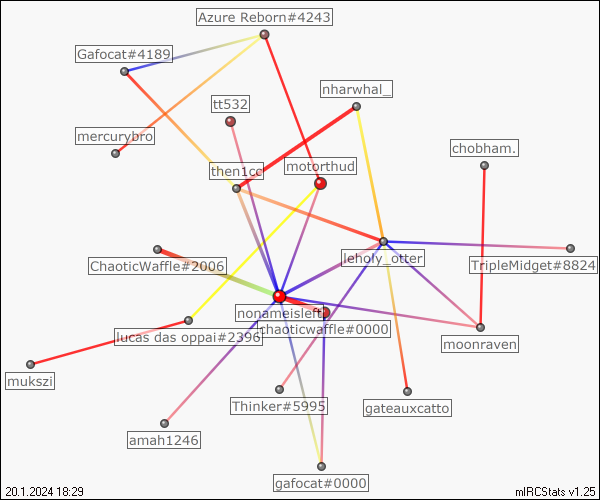 Azure Reborn#4243
Gafocat#4189
nharwhal_
tt532
mercurybro
chobham.
then1cc
motorthud
leholy_otter
ChaoticWaffle#2006
TripleMidget#8824
nonameisleft
chaoticwaffle#0000
lucas das oppai#2396
moonraven
mukszi
Thinker#5995
gateauxcatto
amah1246
gafocat#0000
20.1.2024 18:29
mIRCStats v1.25